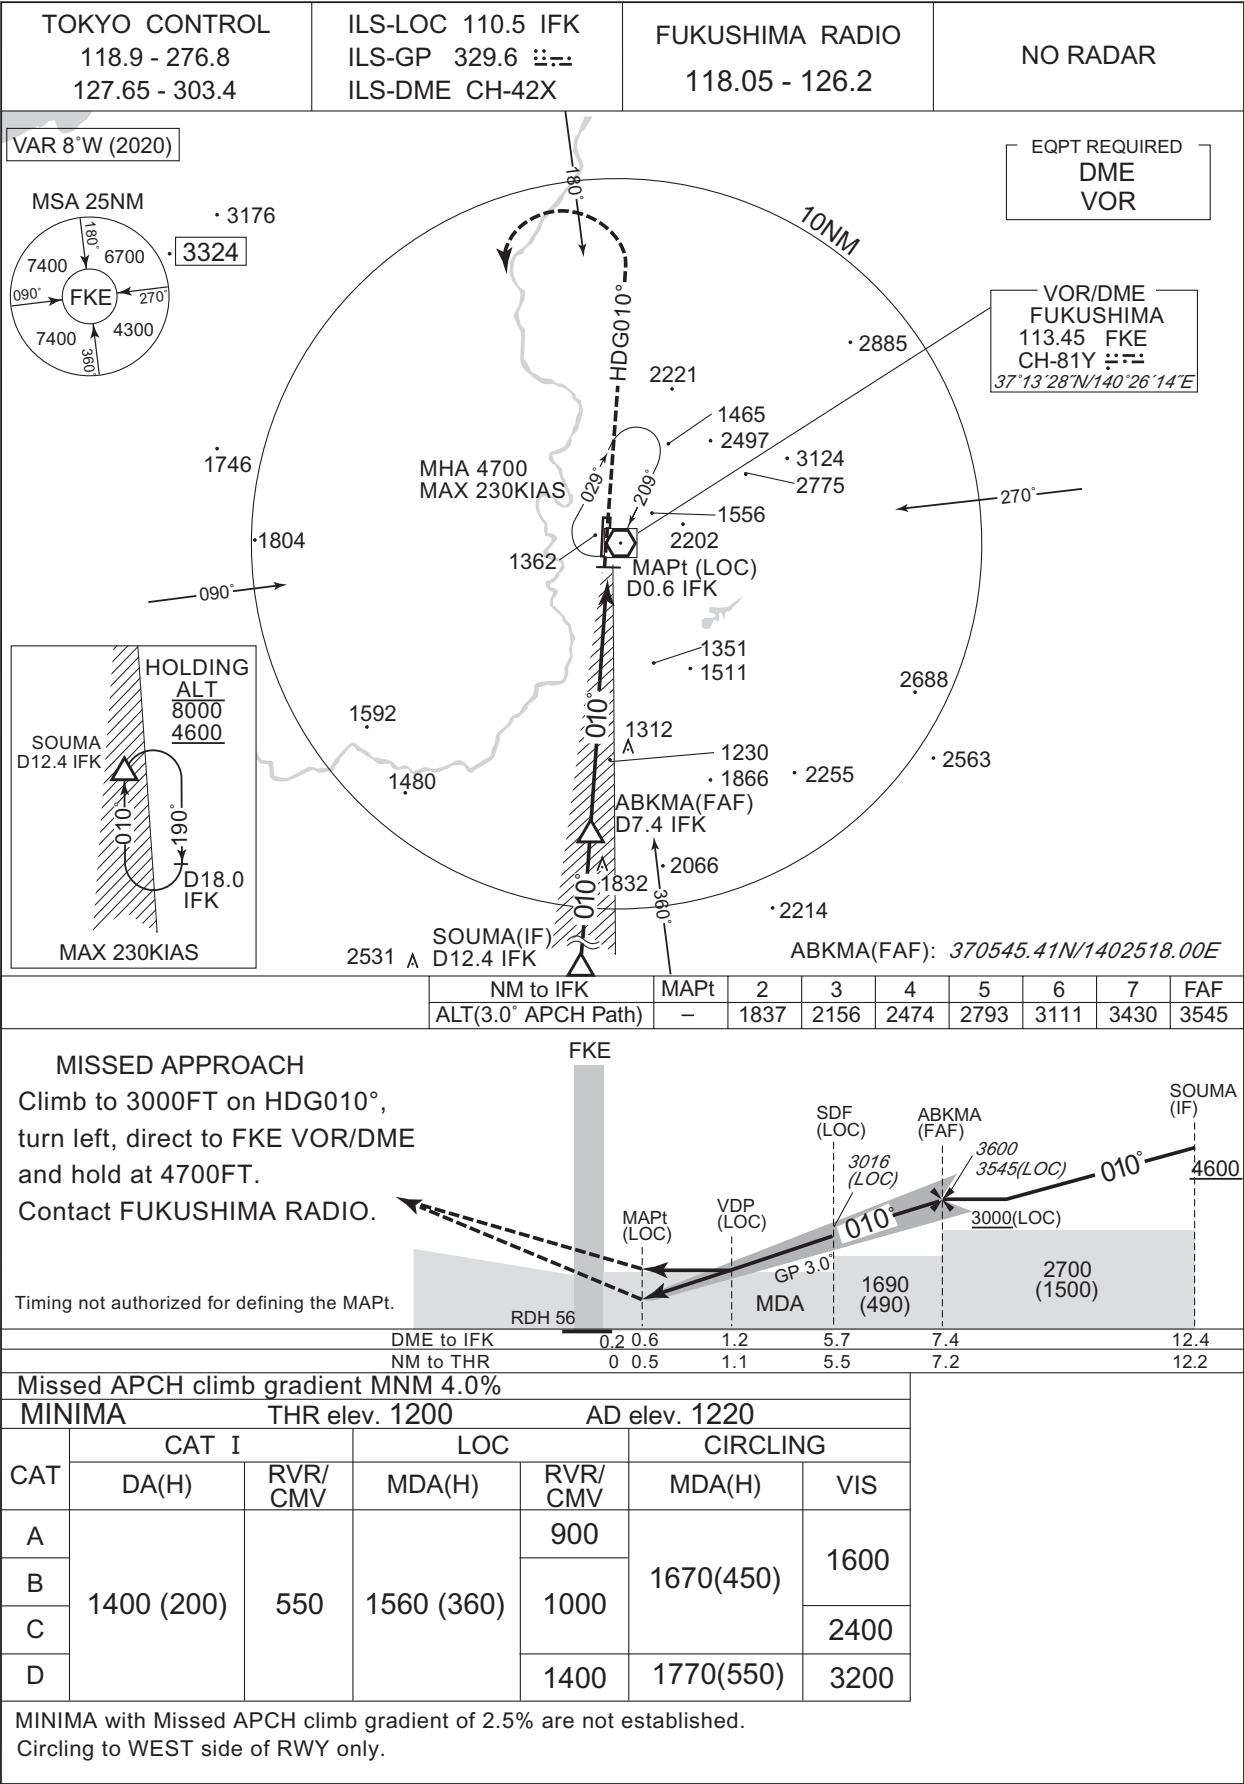 TOKYO CONTROL
118.9 - 276.8
127.65 - 303.4
ILS-LOC 110.5 IFK
ILS-GP 329.6
ILS-DME CH-42X
FUKUSHIMA RADIO
118.05 - 126.2
NO RADAR
VAR 8°W (2020)
EQPT REQUIRED
DME
VOR
MSA 25NM
180°
7400
6700
090°
FKE
270°
7400
4300
360°
3176
3324
180°
10NM
VOR/DME
FUKUSHIMA
113.45 FKE
CH-81Y
37°13´28˝N/140°26´14˝E
HDG010°
2885
2221
1465
2497
3124
2775
1746
MHA 4700
MAX 230KIAS
029°
209°
270°
1556
2202
1804
1362
MAPt (LOC)
D0.6 IFK
090°
1351
1511
2688
HOLDING
ALT
8000
4600
SOUMA
D12.4 IFK
010°
190°
D18.0
IFK
MAX 230KIAS
1592
010°
1312
1230
2563
1480
1866
2255
ABKMA(FAF)
D7.4 IFK
2066
1832
010°
360°
2214
2531
SOUMA(IF)
D12.4 IFK
ABKMA(FAF): 370545.41N/1402518.00E
NM to IFK MAPt 2 3 4 5 6 7 FAF
ALT(3.0° APCH Path) – 1837 2156 2474 2793 3111 3430 3545
MISSED APPROACH
Climb to 3000FT on HDG010°,
turn left, direct to FKE VOR/DME
and hold at 4700FT.
Contact FUKUSHIMA RADIO.
Timing not authorized for defining the MAPt.
FKE
SOUMA
(IF)
SDF
(LOC)
ABKMA
(FAF)
3016
(LOC)
3600
3545(LOC)
010°
4600
MAPt
(LOC)
VDP
(LOC)
010°
3000(LOC)
GP 3.0°
MDA
1690
(490)
2700
(1500)
RDH 56
DME to IFK 0.2 0.6 1.2 5.7 7.4 12.4
NM to THR 0 0.5 1.1 5.5 7.2 12.2
Missed APCH climb gradient MNM 4.0%
MINIMA THR elev. 1200 AD elev. 1220
CAT
CAT I LOC CIRCLING
DA(H) RVR/CMV MDA(H) RVR/CMV MDA(H) VIS
A
B
C
D
1400 (200)
550
1560 (360)
900
1000
1400
1670(450)
1770(550)
1600
2400
3200
MINIMA with Missed APCH climb gradient of 2.5% are not established.
Circling to WEST side of RWY only.